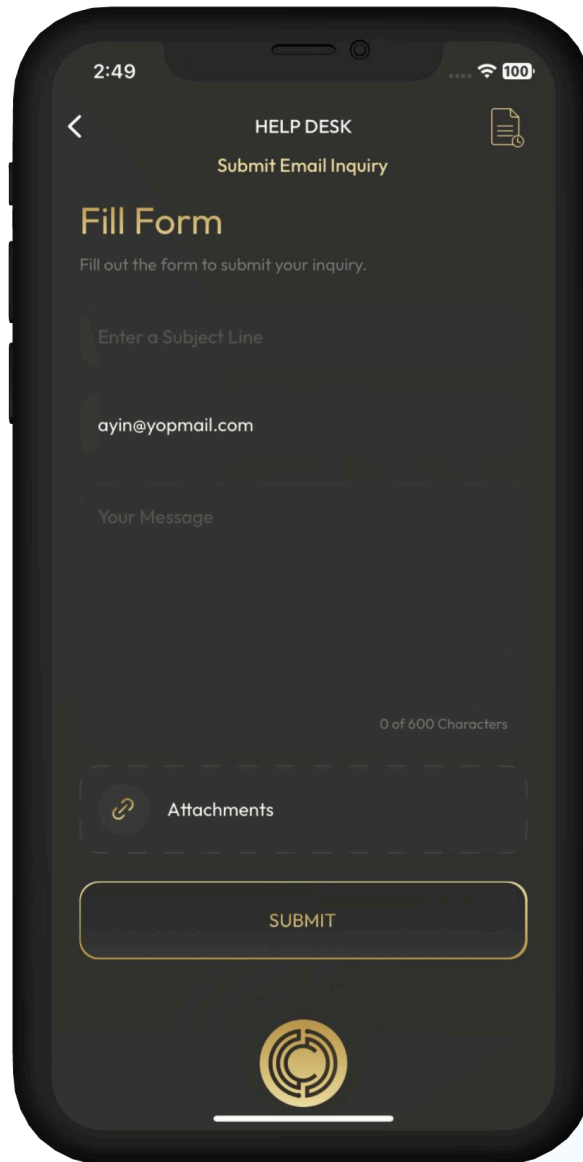 2:49
100
HELP DESK
Submit Email Inquiry
Fill Form
Fill out the form to submit your inquiry.
Enter a Subject Line
ayin@yopmail.com
Your Message
0 of 600 Characters
Attachments
SUBMIT